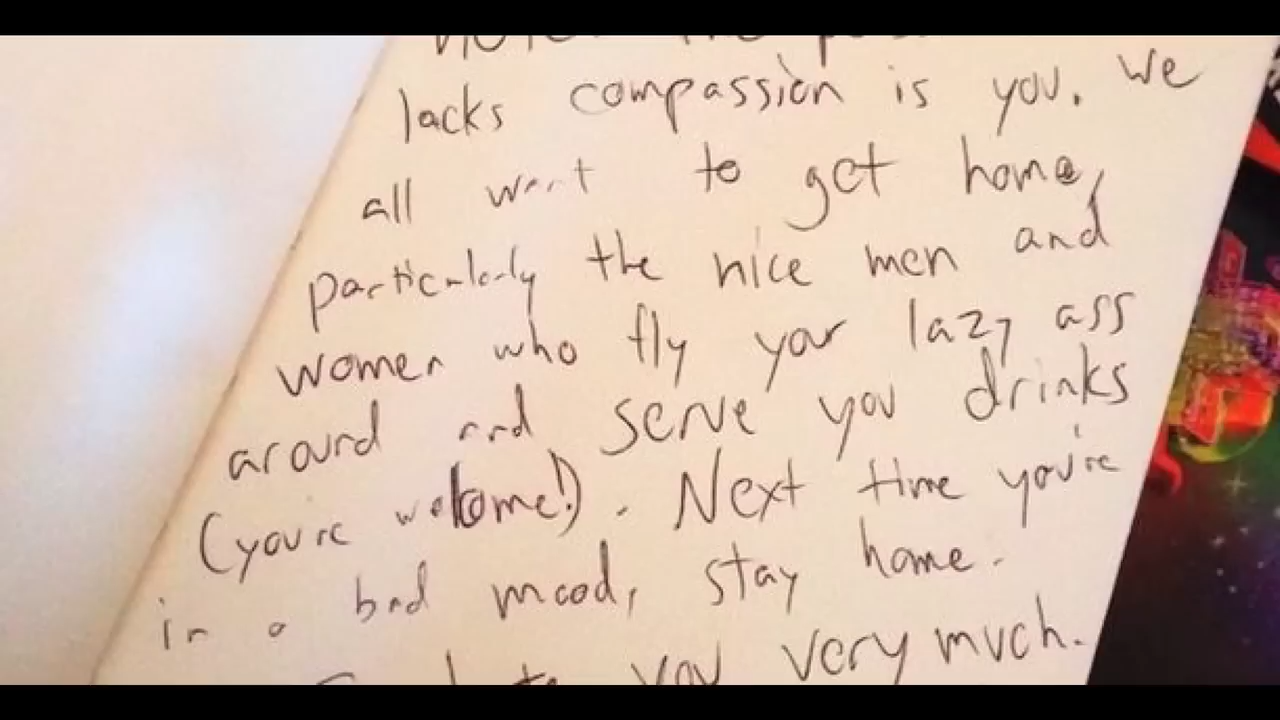 lacks compassion is you. We
all want to get home,
particularly the nice men and
women who fly your lazy ass
around and serve you drinks
(you're welcome!). Next time you're
in a bad mood, stay home.
you very much.